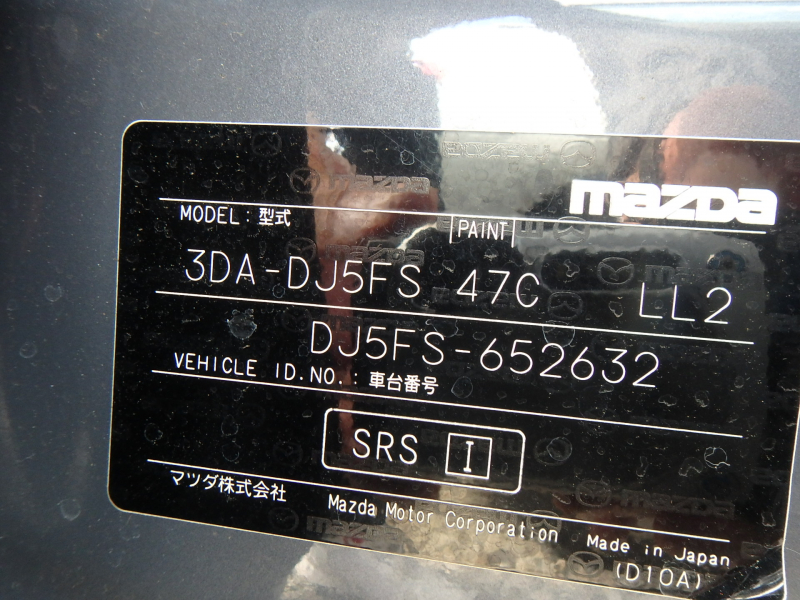 mazda
MODEL : 型式 PAINT
3DA-DJ5FS 47C LL2
DJ5FS-652632
VEHICLE ID.NO. : 車台番号
SRS I
マツダ株式会社 Mazda Motor Corporation Made in Japan
(D10A)